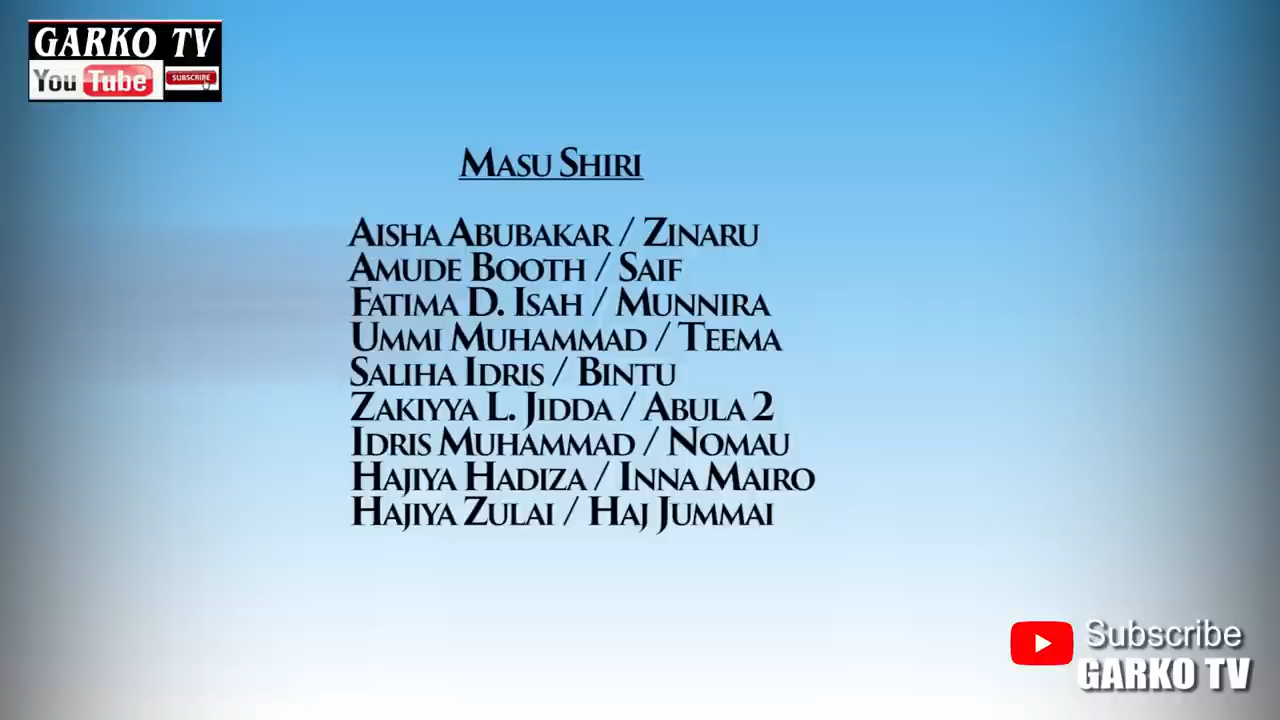 GARKO TV
YouTube SUBSCRIBE
MASU SHIRI
AISHA ABUBAKAR / ZINARU
AMUDE BOOTH / SAIF
FATIMA D. ISAH / MUNNIRA
UMMI MUHAMMAD / TEEMA
SALIHA IDRIS / BINTU
ZAKIYYA L. JIDDA / ABULA 2
IDRIS MUHAMMAD / NOMAU
HAJIYA HADIZA / INNA MAIRO
HAJIYA ZULAI / HAJ JUMMAI
Subscribe
GARKO TV